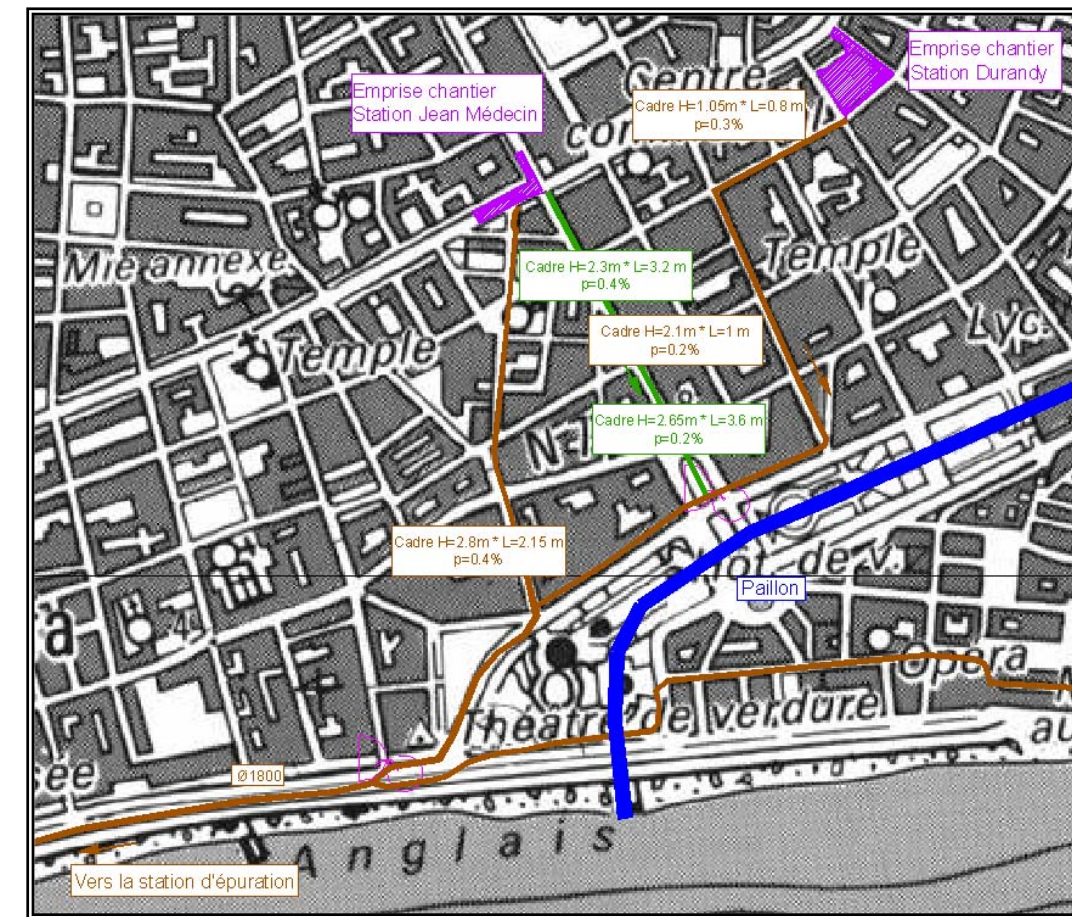 Emprise chantier
Station Durandy
Emprise chantier
Station Jean Médecin
Centre
Cadre H=1.05m * L=0.8 m
p=0.3%
Mie annexe
Temple
Cadre H=2.3m * L=3.2 m
p=0.4%
Lyc.
Cadre H=2.1m * L=1 m
p=0.2%
Temple
Cadre H=2.65m * L=3.6 m
p=0.2%
Cadre H=2.8m * L=2.15 m
p=0.4%
de v.
Paillon
Opéra
Théâtre de verdure
au
sée
Ø1800
Anglais
Vers la station d'épuration